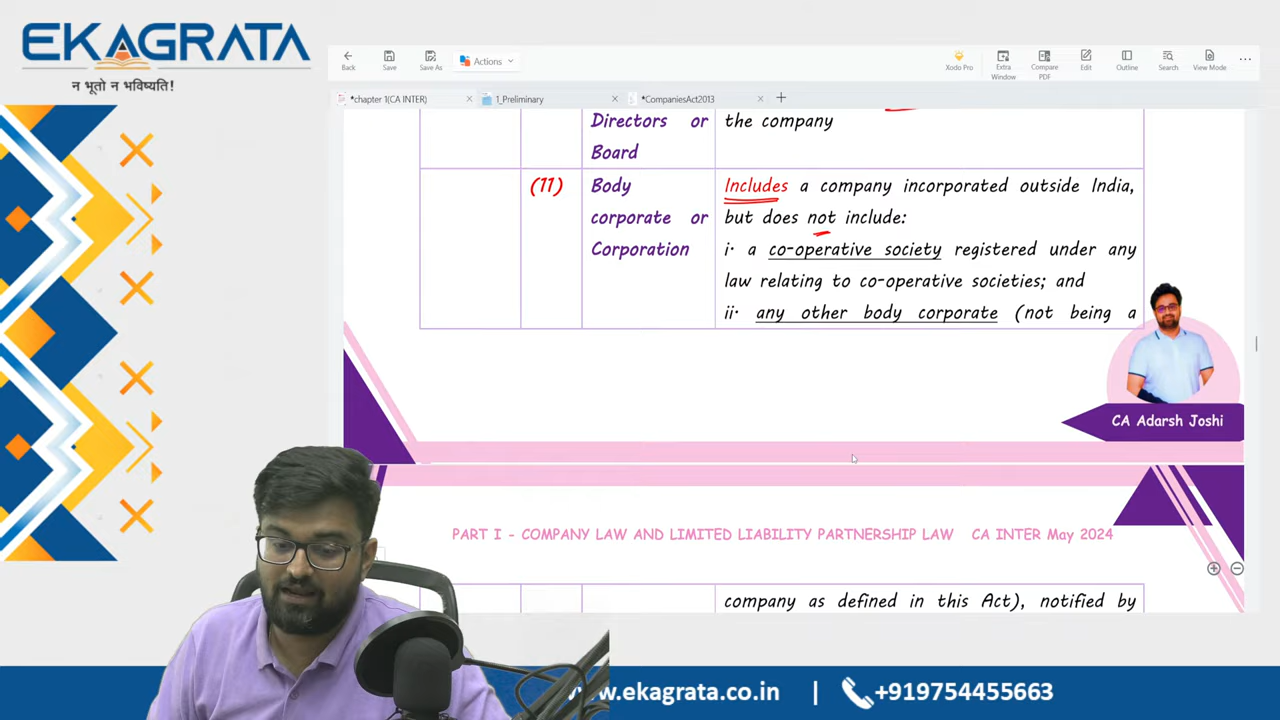 EKAGRATA
न भूतो न भविष्यति!
Back
Save
Save As
Actions
Xodo Pro
Extra Window
Compare PDF
Edit
Outline
Search
View Mode
*chapter 1(CA INTER)
1_Preliminary
*CompaniesAct2013
Directors or
Board
the company
(11)
Body
corporate or
Corporation
Includes a company incorporated outside India,
but does not include:
i. a co-operative society registered under any
law relating to co-operative societies; and
ii. any other body corporate (not being a
CA Adarsh Joshi
PART I - COMPANY LAW AND LIMITED LIABILITY PARTNERSHIP LAW CA INTER May 2024
company as defined in this Act), notified by
www.ekagrata.co.in | +919754455663